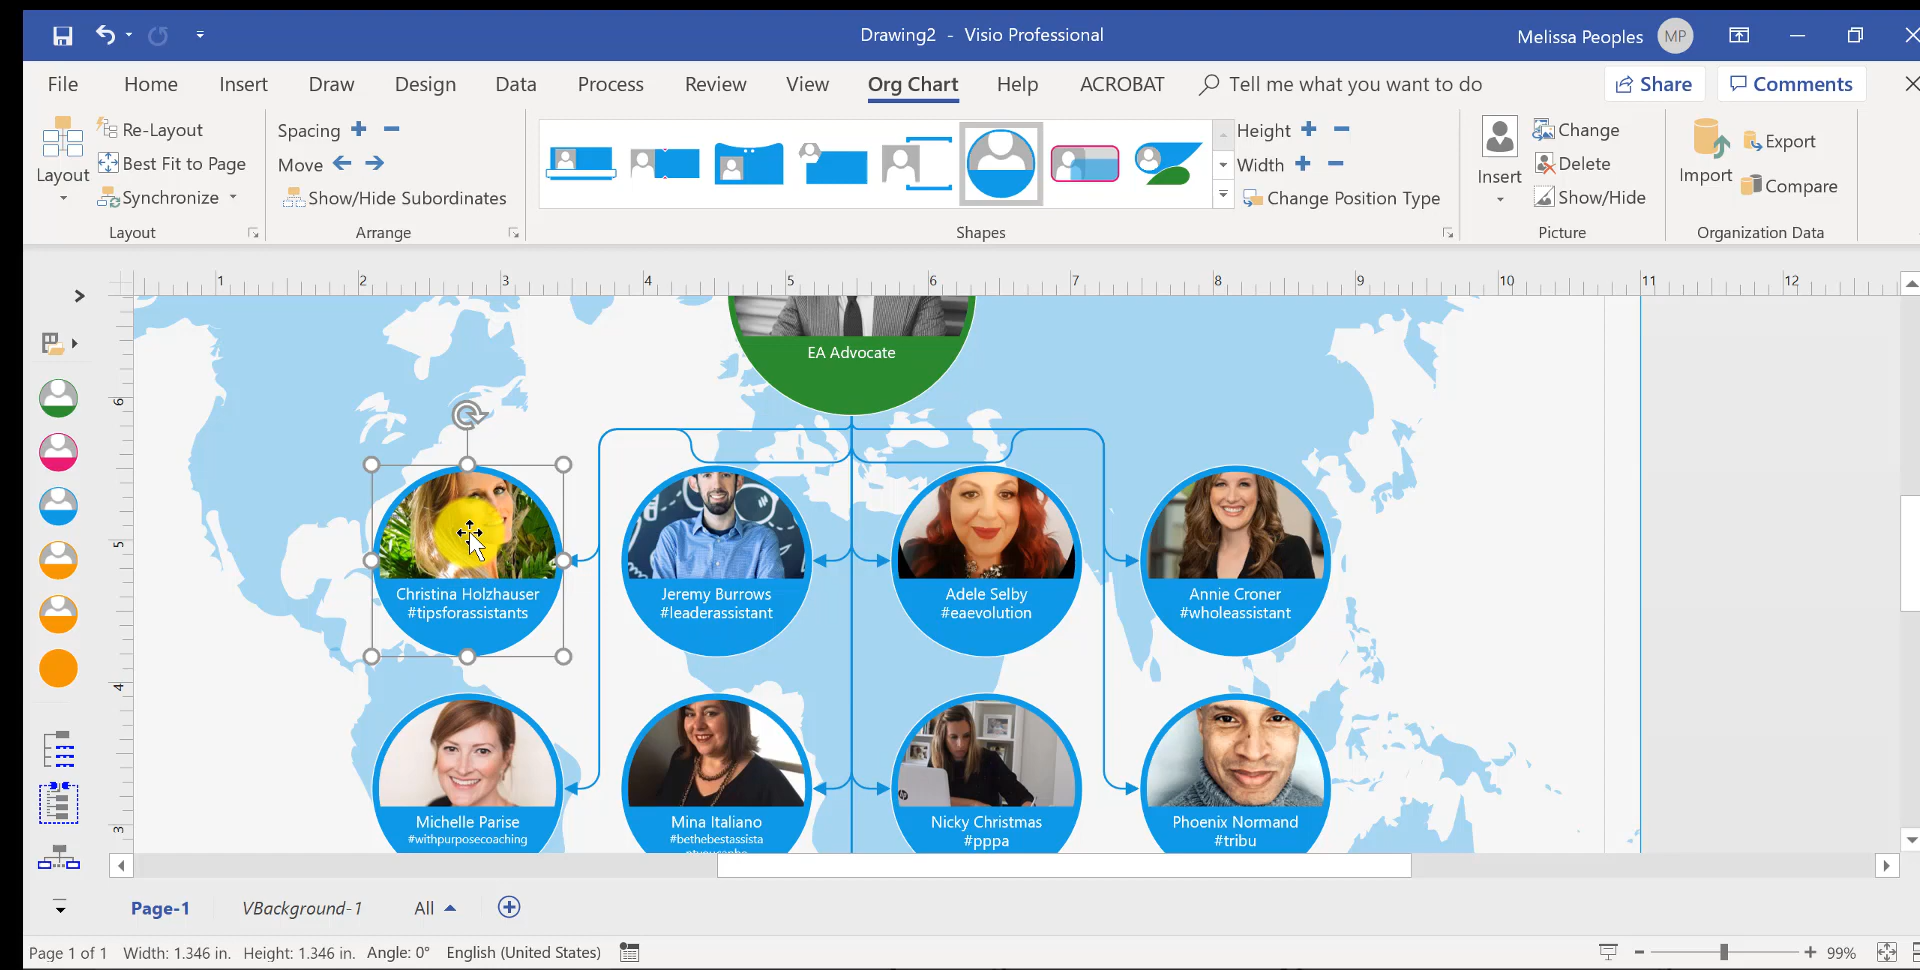 Drawing2 - Visio Professional
Melissa Peoples MP
File Home Insert Draw Design Data Process Review View Org Chart Help ACROBAT Tell me what you want to do Share Comments
Layout
Re-Layout
Best Fit to Page
Synchronize
Layout
Spacing
Move
Show/Hide Subordinates
Arrange
Height
Width
Change Position Type
Shapes
Insert
Change
Delete
Show/Hide
Picture
Import
Export
Compare
Organization Data
1 2 3 4 5 6 7 8 9 10 11 12
6
5
4
3
EA Advocate
Christina Holzhauser
#tipsforassistants
Jeremy Burrows
#leaderassistant
Adele Selby
#eaevolution
Annie Croner
#wholeassistant
Michelle Parise
#withpurposecoaching
Mina Italiano
#bethebestassista
Nicky Christmas
#pppa
Phoenix Normand
#tribu
Page-1 VBackground-1 All
Page 1 of 1 Width: 1.346 in. Height: 1.346 in. Angle: 0° English (United States) 99%